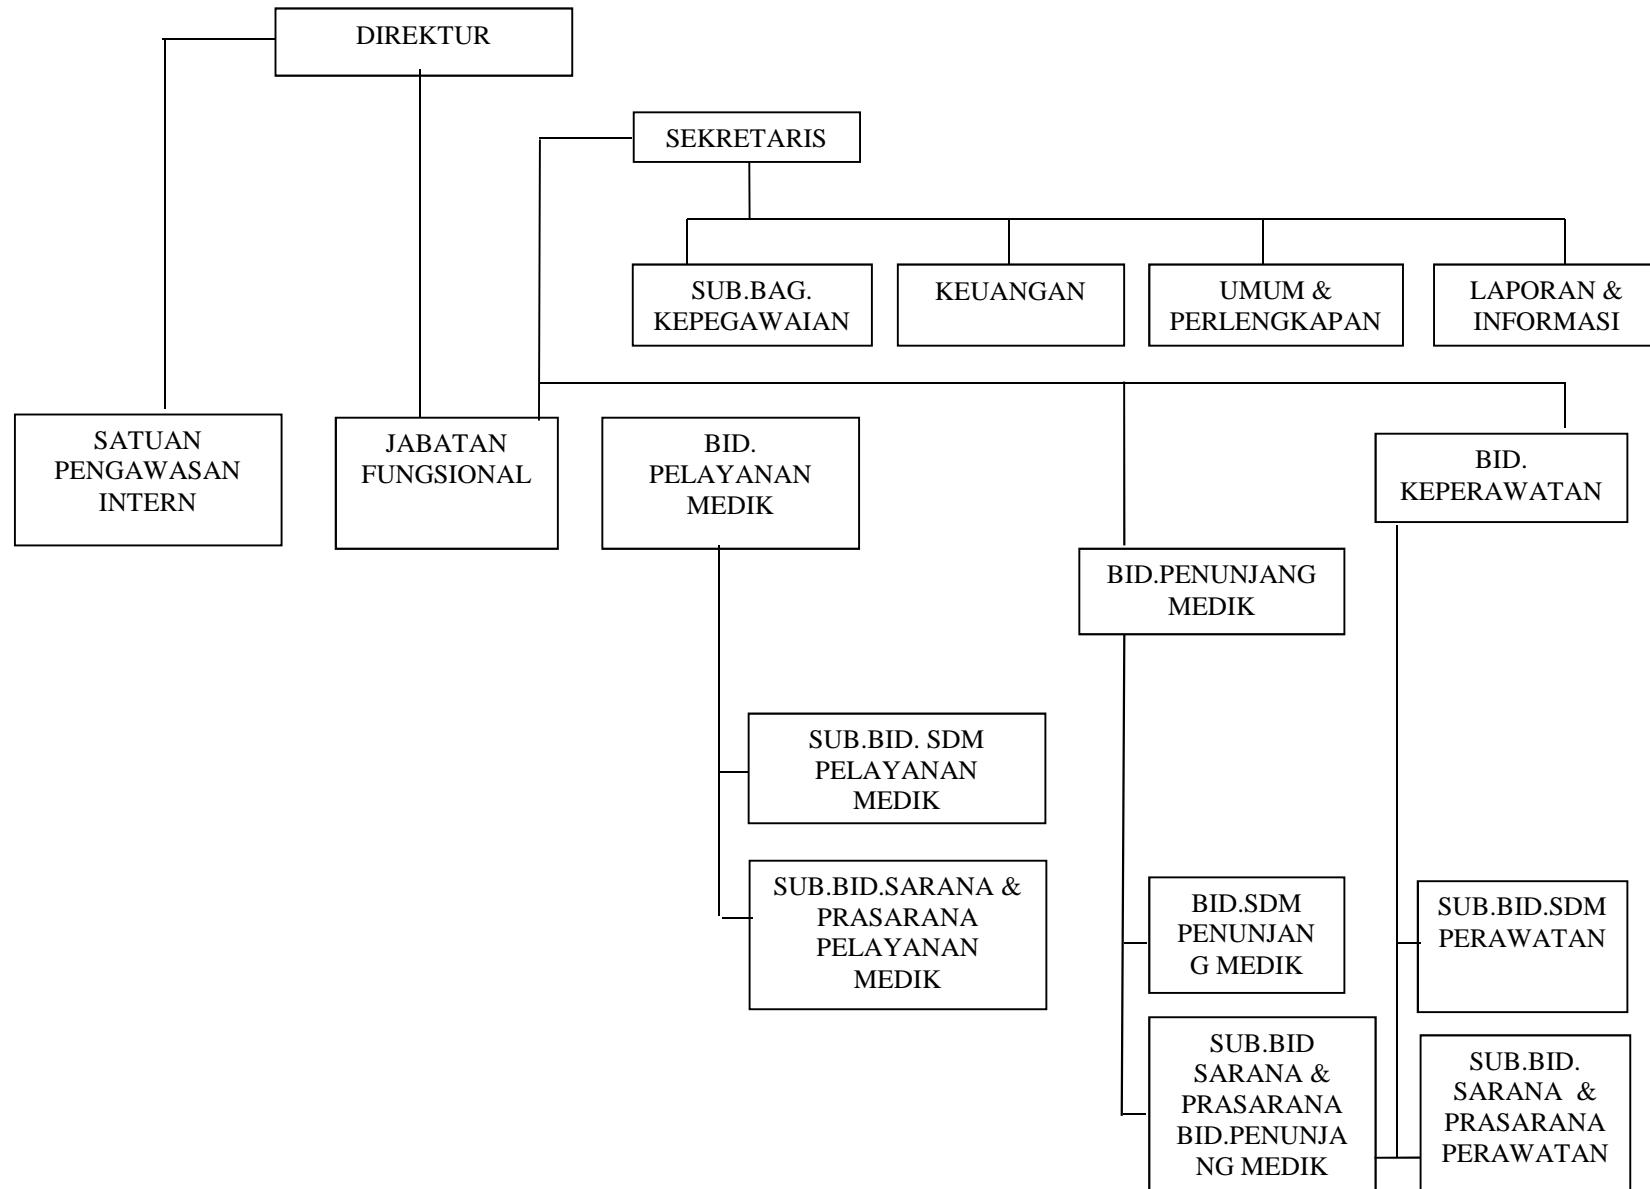 DIREKTUR
SEKRETARIS
SUB.BAG.
KEPEGAWAIAN
KEUANGAN
UMUM &
PERLENGKAPAN
LAPORAN &
INFORMASI
SATUAN
PENGAWASAN
INTERN
JABATAN
FUNGSIONAL
BID.
PELAYANAN
MEDIK
BID.
KEPERAWATAN
BID.PENUNJANG
MEDIK
SUB.BID. SDM
PELAYANAN
MEDIK
SUB.BID.SARANA &
PRASARANA
PELAYANAN
MEDIK
BID.SDM
PENUNJAN
G MEDIK
SUB.BID.SDM
PERAWATAN
SUB.BID
SARANA &
PRASARANA
BID.PENUNJA
NG MEDIK
SUB.BID.
SARANA &
PRASARANA
PERAWATAN